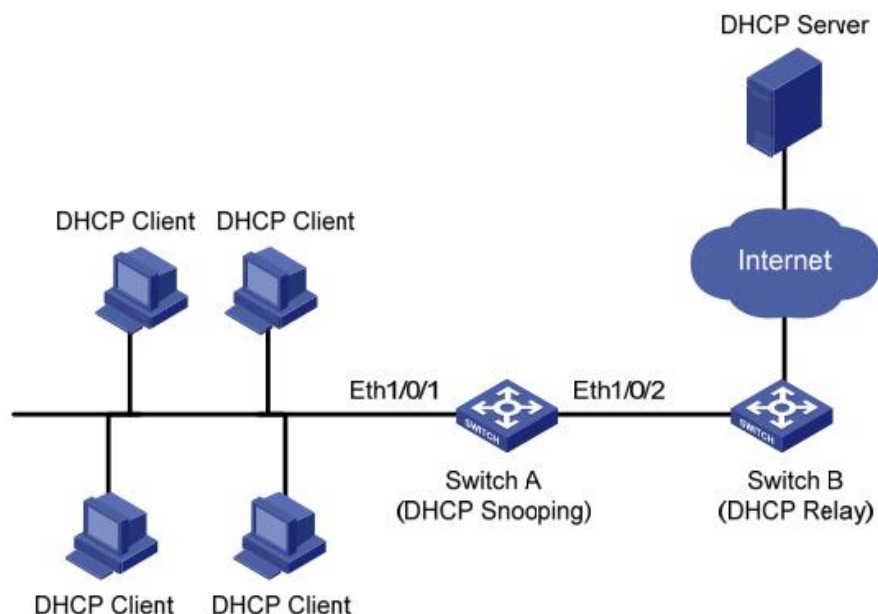 DHCP Server
DHCP Client
DHCP Client
Internet
Eth1/0/1
Eth1/0/2
SWITCH
SWITCH
Switch A
(DHCP Snooping)
Switch B
(DHCP Relay)
DHCP Client
DHCP Client